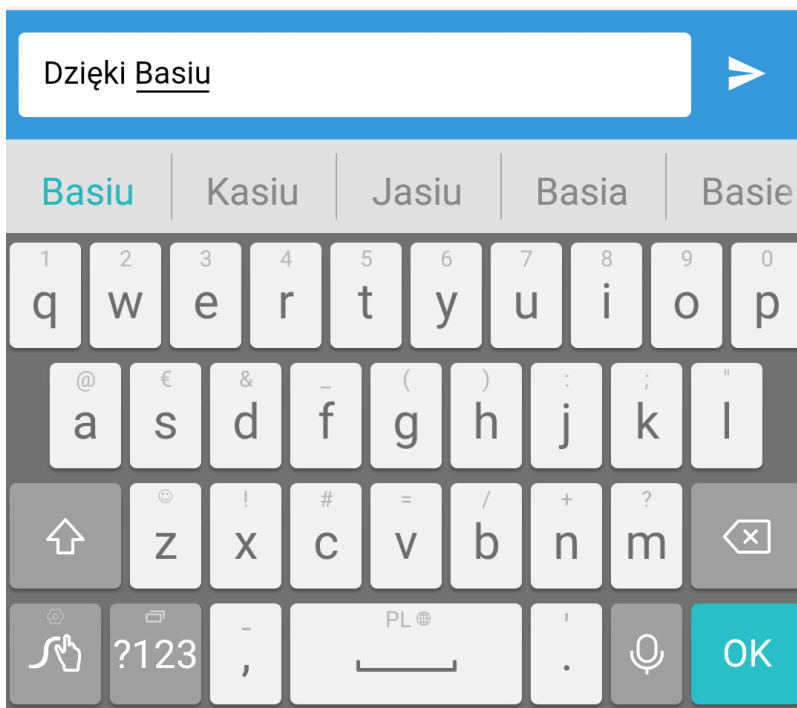 Dzięki Basiu
Basiu Kasiu Jasiu Basia Basie
1 2 3 4 5 6 7 8 9 0
q w e r t y u i o p
@ € & _ ( ) : ; "
a s d f g h j k l
! # = / + ?
z x c v b n m
- PL '
?123 , . OK